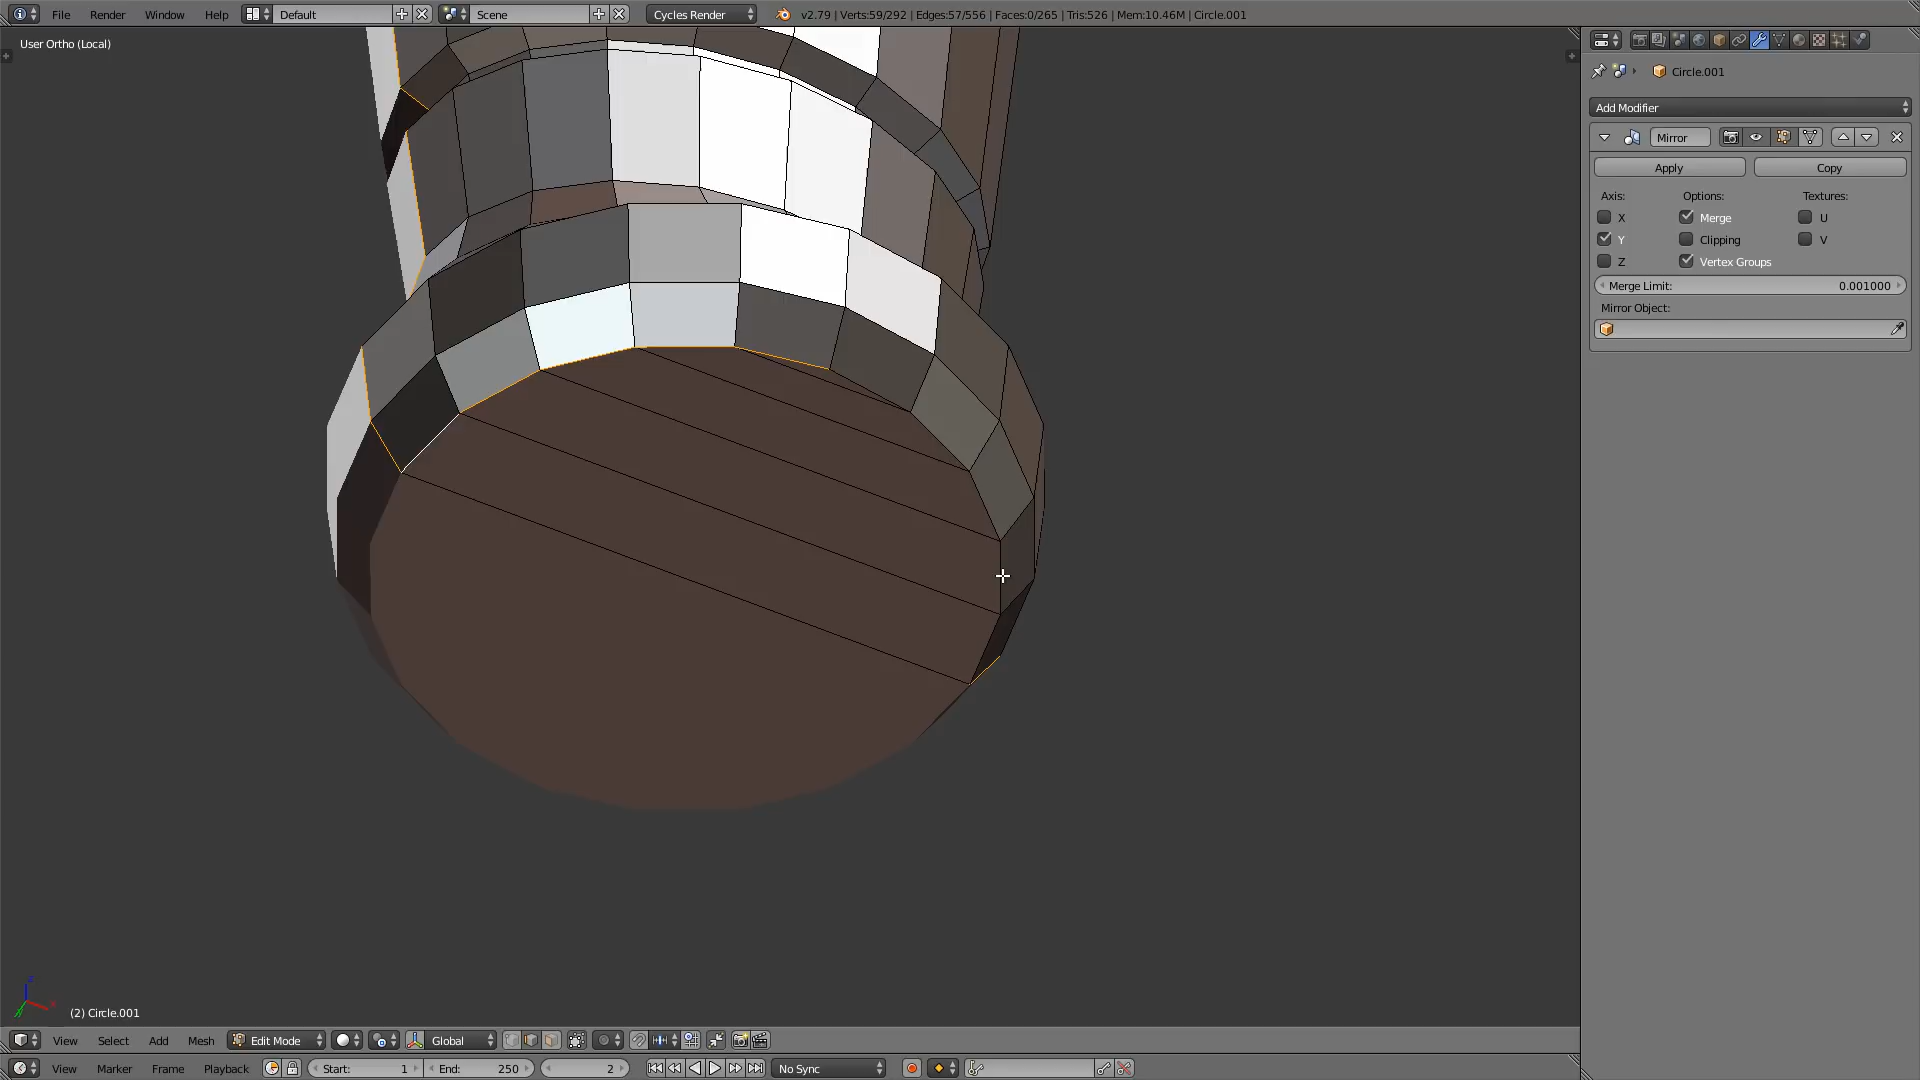 File Render Window Help Default Scene Cycles Render v2.79 | Verts:59/292 | Edges:57/556 | Faces:0/265 | Tris:526 | Mem:10.46M | Circle.001
User Ortho (Local)
Circle.001
Add Modifier
Mirror
Apply Copy
Axis: Options: Textures:
X Merge U
Y Clipping V
Z Vertex Groups
Merge Limit: 0.001000
Mirror Object:
z
x
y
(2) Circle.001
View Select Add Mesh Edit Mode Global
View Marker Frame Playback Start: 1 End: 250 2 No Sync